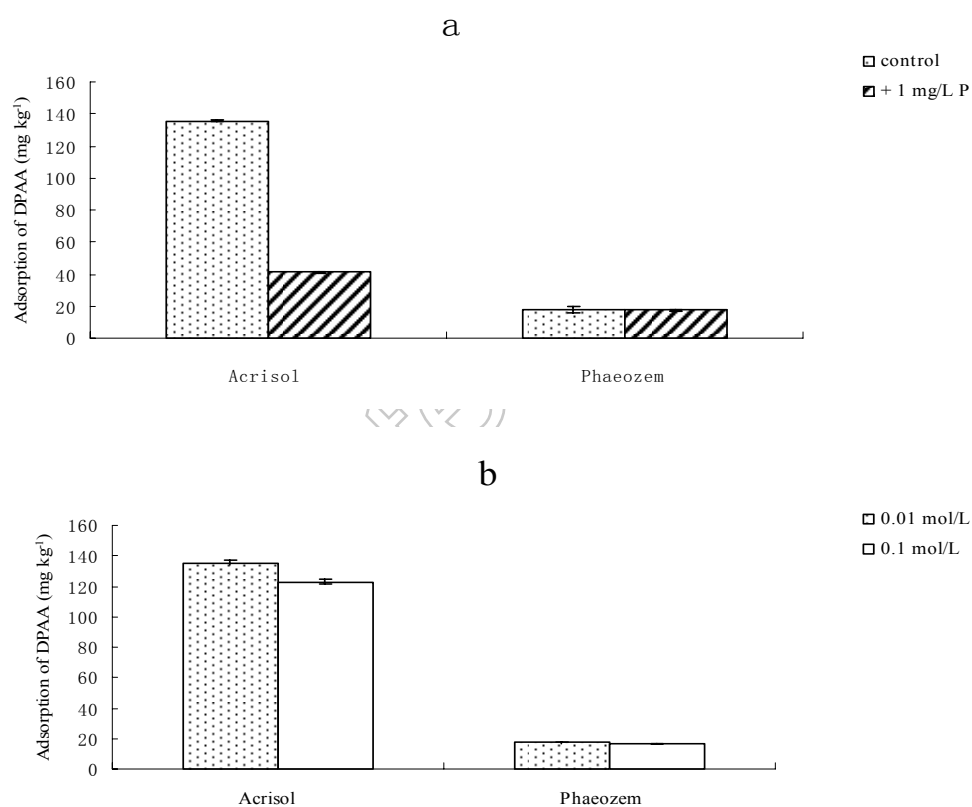 a
control
+ 1 mg/L P
Adsorption of DPAA (mg kg⁻¹)
160
140
120
100
80
60
40
20
0
Acrisol Phaeozem
b
0.01 mol/L
0.1 mol/L
Adsorption of DPAA (mg kg⁻¹)
160
140
120
100
80
60
40
20
0
Acrisol Phaeozem